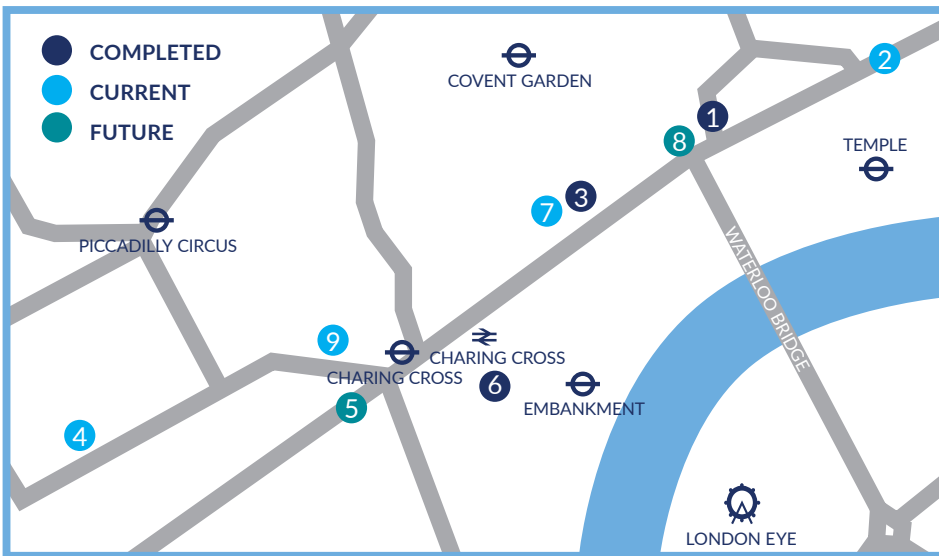 COMPLETED
CURRENT
FUTURE
COVENT GARDEN
2
1
8
TEMPLE
3
7
PICCADILLY CIRCUS
WATERLOO BRIDGE
9
CHARING CROSS
CHARING CROSS
6
EMBANKMENT
5
4
LONDON EYE